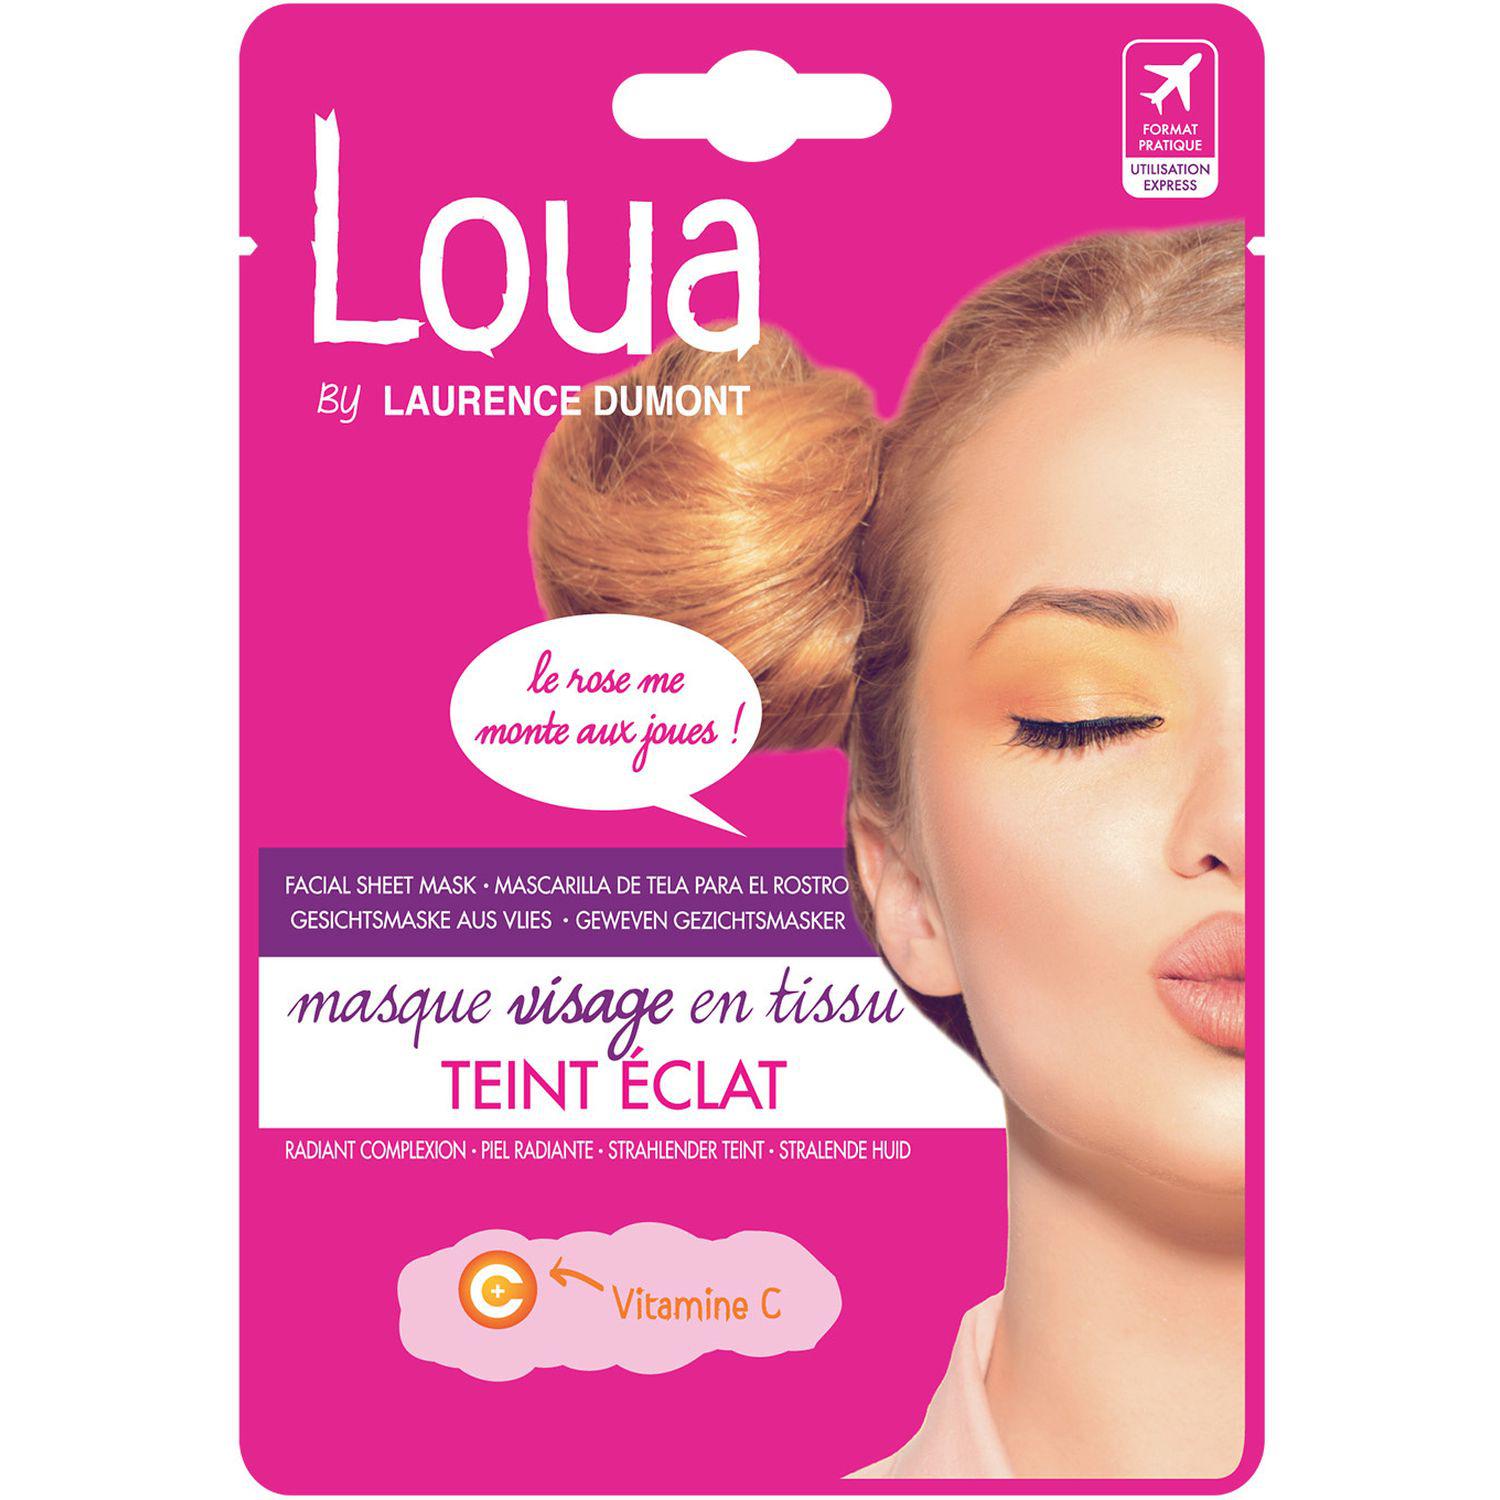 FORMAT
PRATIQUE
UTILISATION
EXPRESS
Loua
By LAURENCE DUMONT
le rose me
monte aux joues !
FACIAL SHEET MASK • MASCARILLA DE TELA PARA EL ROSTRO
GESICHTSMASKE AUS VLIES • GEWEVEN GEZICHTSMASKER
masque visage en tissu
TEINT ÉCLAT
RADIANT COMPLEXION • PIEL RADIANTE • STRAHLENDER TEINT • STRALENDE HUID
C+
Vitamine C